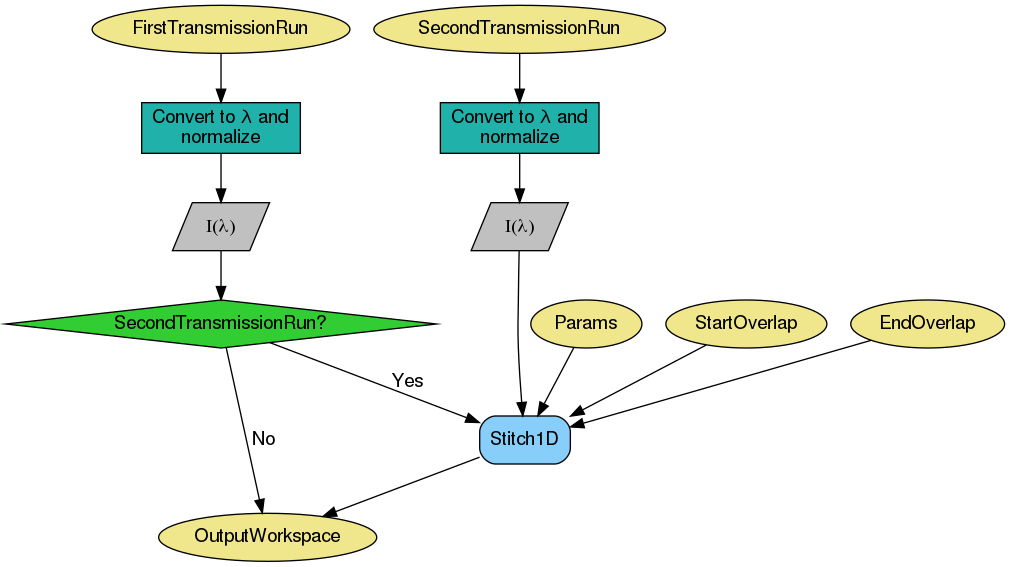 FirstTransmissionRun
SecondTransmissionRun
Convert to λ and
normalize
Convert to λ and
normalize
I(λ)
I(λ)
SecondTransmissionRun?
Params
StartOverlap
EndOverlap
Yes
No
Stitch1D
OutputWorkspace